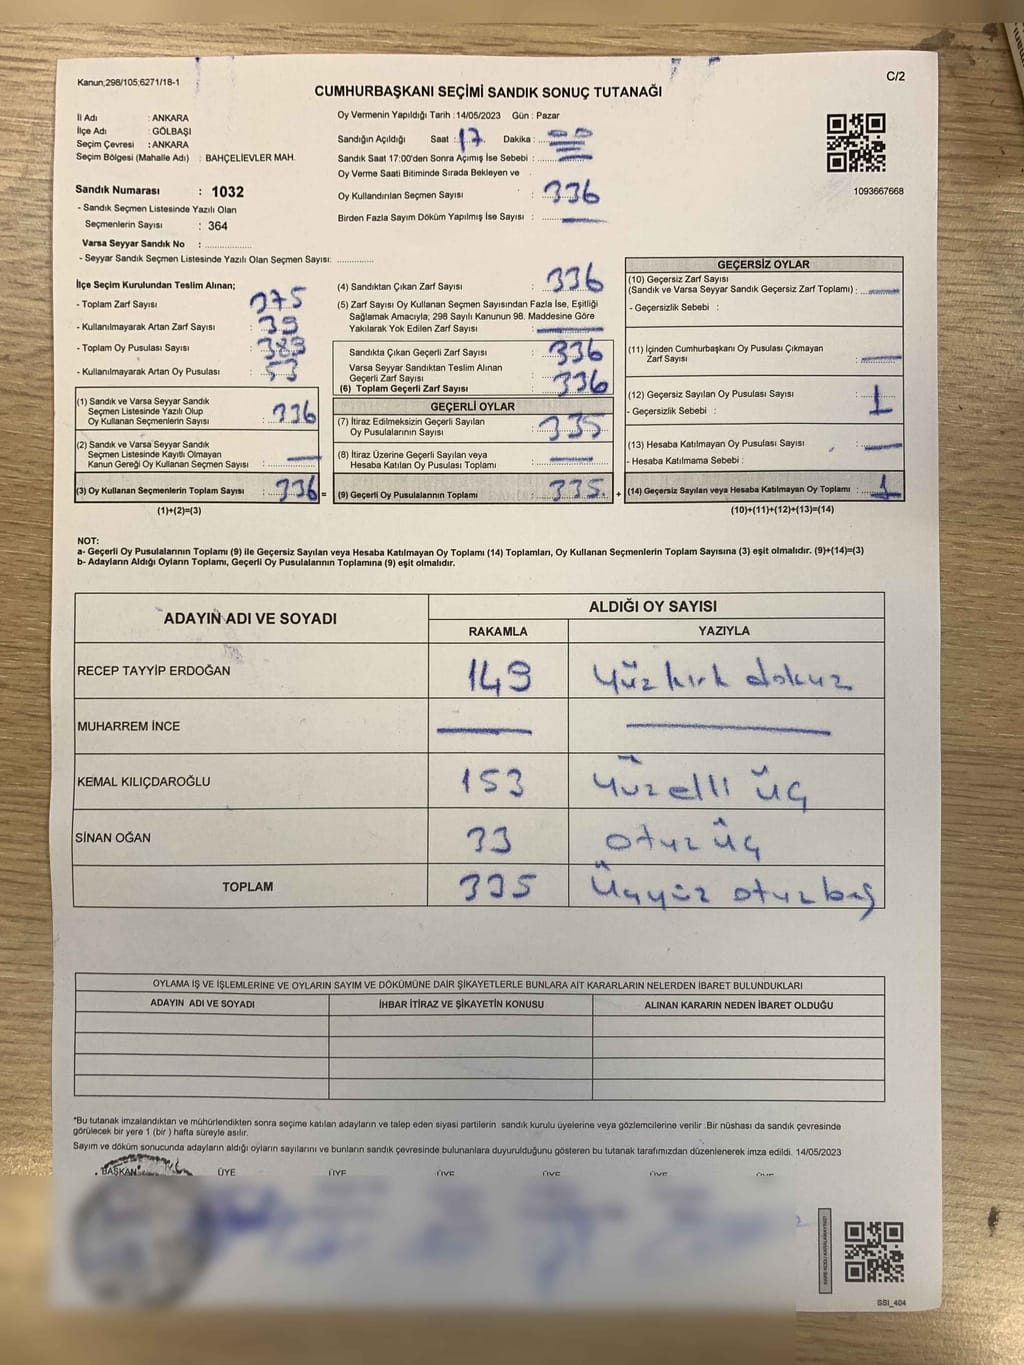 Kanun;298/105;6271/18-1
C/2
CUMHURBAŞKANI SEÇİMİ SANDIK SONUÇ TUTANAĞI
İl Adı : ANKARA
İlçe Adı : GÖLBAŞI
Seçim Çevresi : ANKARA
Seçim Bölgesi (Mahalle Adı) : BAHÇELİEVLER MAH.
Sandık Numarası : 1032
- Sandık Seçmen Listesinde Yazılı Olan
Seçmenlerin Sayısı : 364
Varsa Seyyar Sandık No :
- Seyyar Sandık Seçmen Listesinde Yazılı Olan Seçmen Sayısı:
Oy Vermenin Yapıldığı Tarih : 14/05/2023 Gün : Pazar
Sandığın Açıldığı Saat : 17 Dakika : 00
Sandık Saat 17:00'den Sonra Açımış İse Sebebi :
Oy Verme Saati Bitiminde Sırada Bekleyen ve
Oy Kullandırılan Seçmen Sayısı : 336
Birden Fazla Sayım Döküm Yapılmış İse Sayısı :
1093667668
İlçe Seçim Kurulundan Teslim Alınan;
- Toplam Zarf Sayısı : 375
- Kullanılmayarak Artan Zarf Sayısı : 39
- Toplam Oy Pusulası Sayısı : 389
- Kullanılmayarak Artan Oy Pusulası : 53
(1) Sandık ve Varsa Seyyar Sandık
Seçmen Listesinde Yazılı Olup
Oy Kullanan Seçmenlerin Sayısı : 336
(2) Sandık ve Varsa Seyyar Sandık
Seçmen Listesinde Kayıtlı Olmayan
Kanun Gereği Oy Kullanan Seçmen Sayısı :
(3) Oy Kullanan Seçmenlerin Toplam Sayısı : 336 =
(1)+(2)=(3)
(4) Sandıktan Çıkan Zarf Sayısı : 336
(5) Zarf Sayısı Oy Kullanan Seçmen Sayısından Fazla İse, Eşitliği
Sağlamak Amacıyla; 298 Sayılı Kanunun 98. Maddesine Göre
Yakılarak Yok Edilen Zarf Sayısı :
Sandıkta Çıkan Geçerli Zarf Sayısı : 336
Varsa Seyyar Sandıktan Teslim Alınan
Geçerli Zarf Sayısı :
(6) Toplam Geçerli Zarf Sayısı : 336
GEÇERLİ OYLAR
(7) İtiraz Edilmeksizin Geçerli Sayılan
Oy Pusulalarının Sayısı : 335
(8) İtiraz Üzerine Geçerli Sayılan veya
Hesaba Katılan Oy Pusulası Toplamı :
(9) Geçerli Oy Pusulalarının Toplamı : 335. +
GEÇERSİZ OYLAR
(10) Geçersiz Zarf Sayısı
(Sandık ve Varsa Seyyar Sandık Geçersiz Zarf Toplamı) :
- Geçersizlik Sebebi :
(11) İçinden Cumhurbaşkanı Oy Pusulası Çıkmayan
Zarf Sayısı :
(12) Geçersiz Sayılan Oy Pusulası Sayısı : 1
- Geçersizlik Sebebi :
(13) Hesaba Katılmayan Oy Pusulası Sayısı :
- Hesaba Katılmama Sebebi :
(14) Geçersiz Sayılan veya Hesaba Katılmayan Oy Toplamı : 1
(10)+(11)+(12)+(13)=(14)
NOT:
a- Geçerli Oy Pusulalarının Toplamı (9) ile Geçersiz Sayılan veya Hesaba Katılmayan Oy Toplamı (14) Toplamları, Oy Kullanan Seçmenlerin Toplam Sayısına (3) eşit olmalıdır. (9)+(14)=(3)
b- Adayların Aldığı Oyların Toplamı, Geçerli Oy Pusulalarının Toplamına (9) eşit olmalıdır.
ADAYIN ADI VE SOYADI ALDIĞI OY SAYISI
RAKAMLA YAZIYLA
RECEP TAYYİP ERDOĞAN 149 Yüz kırk dokuz
MUHARREM İNCE
KEMAL KILIÇDAROĞLU 153 Yüzelli üç
SİNAN OĞAN 33 otuz üç
TOPLAM 335 Üçyüz otuzbeş
OYLAMA İŞ VE İŞLEMLERİNE VE OYLARIN SAYIM VE DÖKÜMÜNE DAİR ŞİKAYETLERLE BUNLARA AİT KARARLARIN NELERDEN İBARET BULUNDUKLARI
ADAYIN ADI VE SOYADI İHBAR İTİRAZ VE ŞİKAYETİN KONUSU ALINAN KARARIN NEDEN İBARET OLDUĞU
*Bu tutanak imzalandıktan ve mühürlendikten sonra seçime katılan adayların ve talep eden siyasi partilerin sandık kurulu üyelerine veya gözlemcilerine verilir .Bir nüshası da sandık çevresinde
görülecek bir yere 1 (bir ) hafta süreyle asılır.
Sayım ve döküm sonucunda adayların aldığı oyların sayılarını ve bunların sandık çevresinde bulunanlara duyurulduğunu gösteren bu tutanak tarafımızdan düzenlenerek imza edildi. 14/05/2023
BAŞKAN ÜYE ÜYE ÜYE ÜYE ÜYE ÜYE
SSI_404